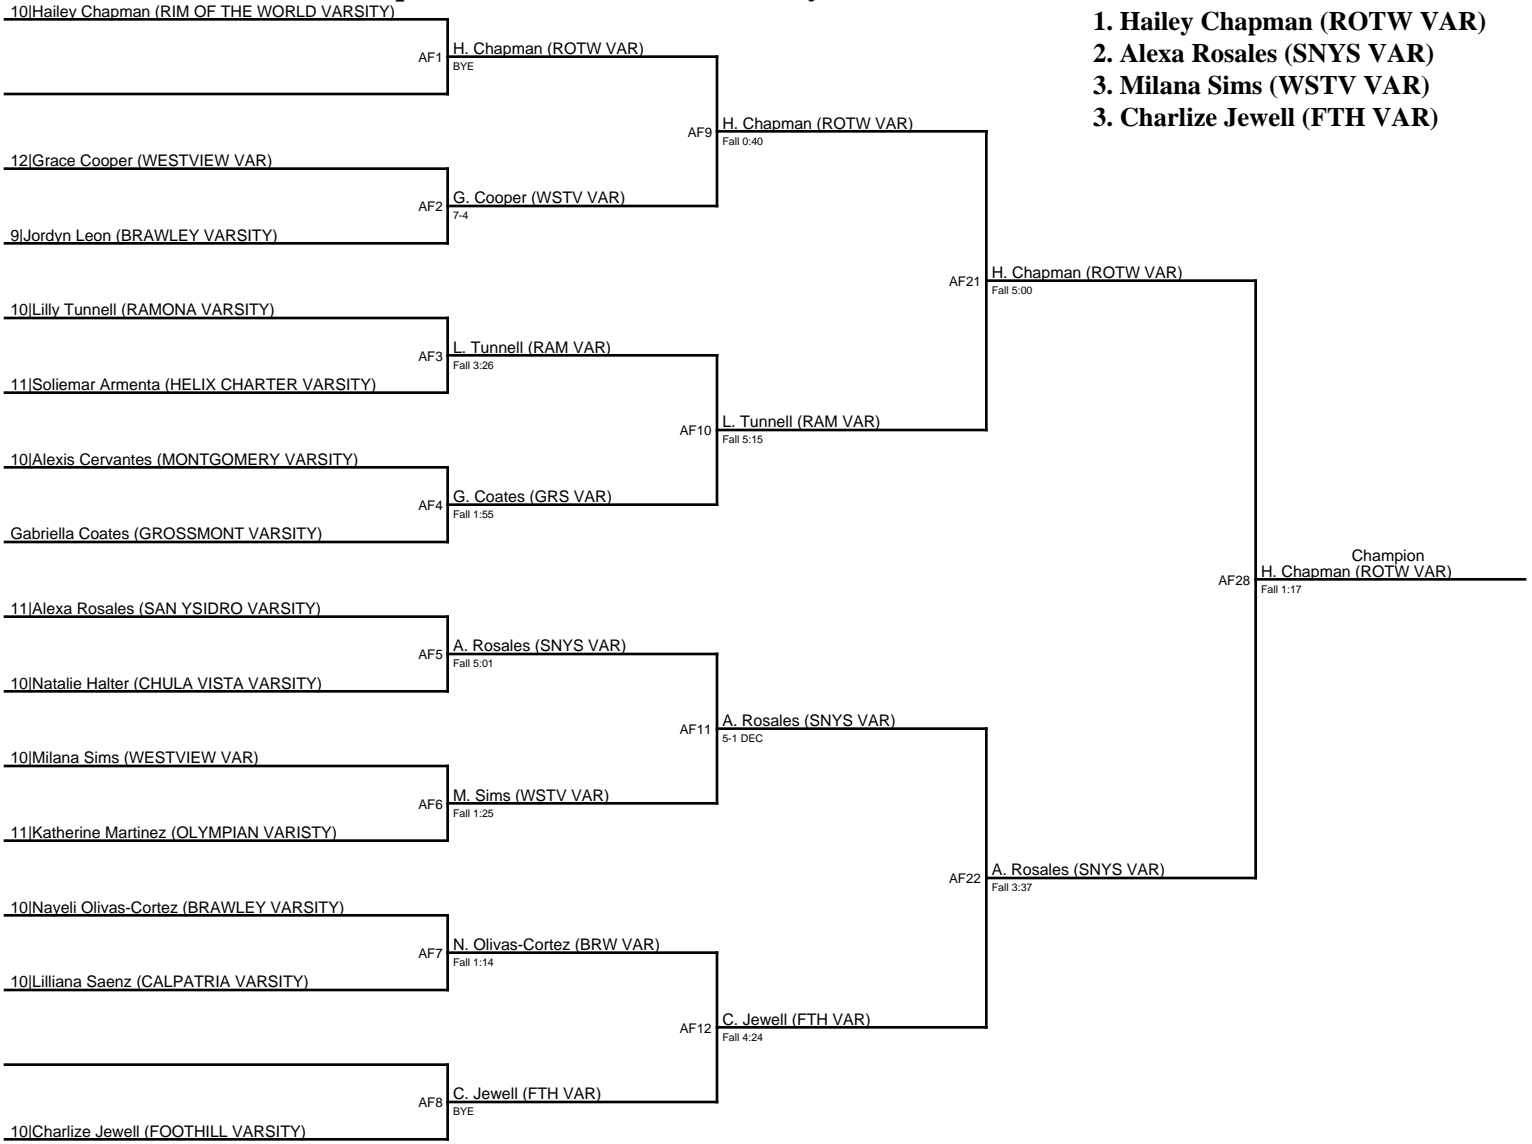 10|Hailey Chapman (RIM OF THE WORLD VARSITY)
1. Hailey Chapman (ROTW VAR)
2. Alexa Rosales (SNYS VAR)
3. Milana Sims (WSTV VAR)
3. Charlize Jewell (FTH VAR)
AF1
H. Chapman (ROTW VAR)
BYE
AF9
H. Chapman (ROTW VAR)
Fall 0:40
12|Grace Cooper (WESTVIEW VAR)
AF2
G. Cooper (WSTV VAR)
7-4
9|Jordyn Leon (BRAWLEY VARSITY)
AF21
H. Chapman (ROTW VAR)
Fall 5:00
10|Lilly Tunnell (RAMONA VARSITY)
AF3
L. Tunnell (RAM VAR)
Fall 3:26
11|Soliemar Armenta (HELIX CHARTER VARSITY)
AF10
L. Tunnell (RAM VAR)
Fall 5:15
10|Alexis Cervantes (MONTGOMERY VARSITY)
AF4
G. Coates (GRS VAR)
Fall 1:55
Gabriella Coates (GROSSMONT VARSITY)
Champion
AF28
H. Chapman (ROTW VAR)
Fall 1:17
11|Alexa Rosales (SAN YSIDRO VARSITY)
AF5
A. Rosales (SNYS VAR)
Fall 5:01
10|Natalie Halter (CHULA VISTA VARSITY)
AF11
A. Rosales (SNYS VAR)
5-1 DEC
10|Milana Sims (WESTVIEW VAR)
AF6
M. Sims (WSTV VAR)
Fall 1:25
11|Katherine Martinez (OLYMPIAN VARISTY)
AF22
A. Rosales (SNYS VAR)
Fall 3:37
10|Nayeli Olivas-Cortez (BRAWLEY VARSITY)
AF7
N. Olivas-Cortez (BRW VAR)
Fall 1:14
10|Lilliana Saenz (CALPATRIA VARSITY)
AF12
C. Jewell (FTH VAR)
Fall 4:24
AF8
C. Jewell (FTH VAR)
BYE
10|Charlize Jewell (FOOTHILL VARSITY)